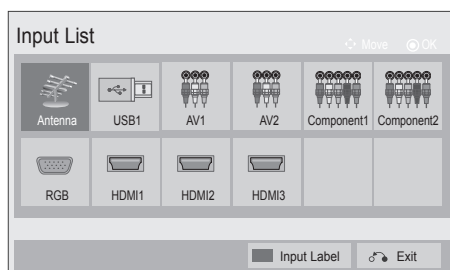 Input List
Move OK
Antenna USB1 AV1 AV2 Component1 Component2
RGB HDMI1 HDMI2 HDMI3
Input Label Exit